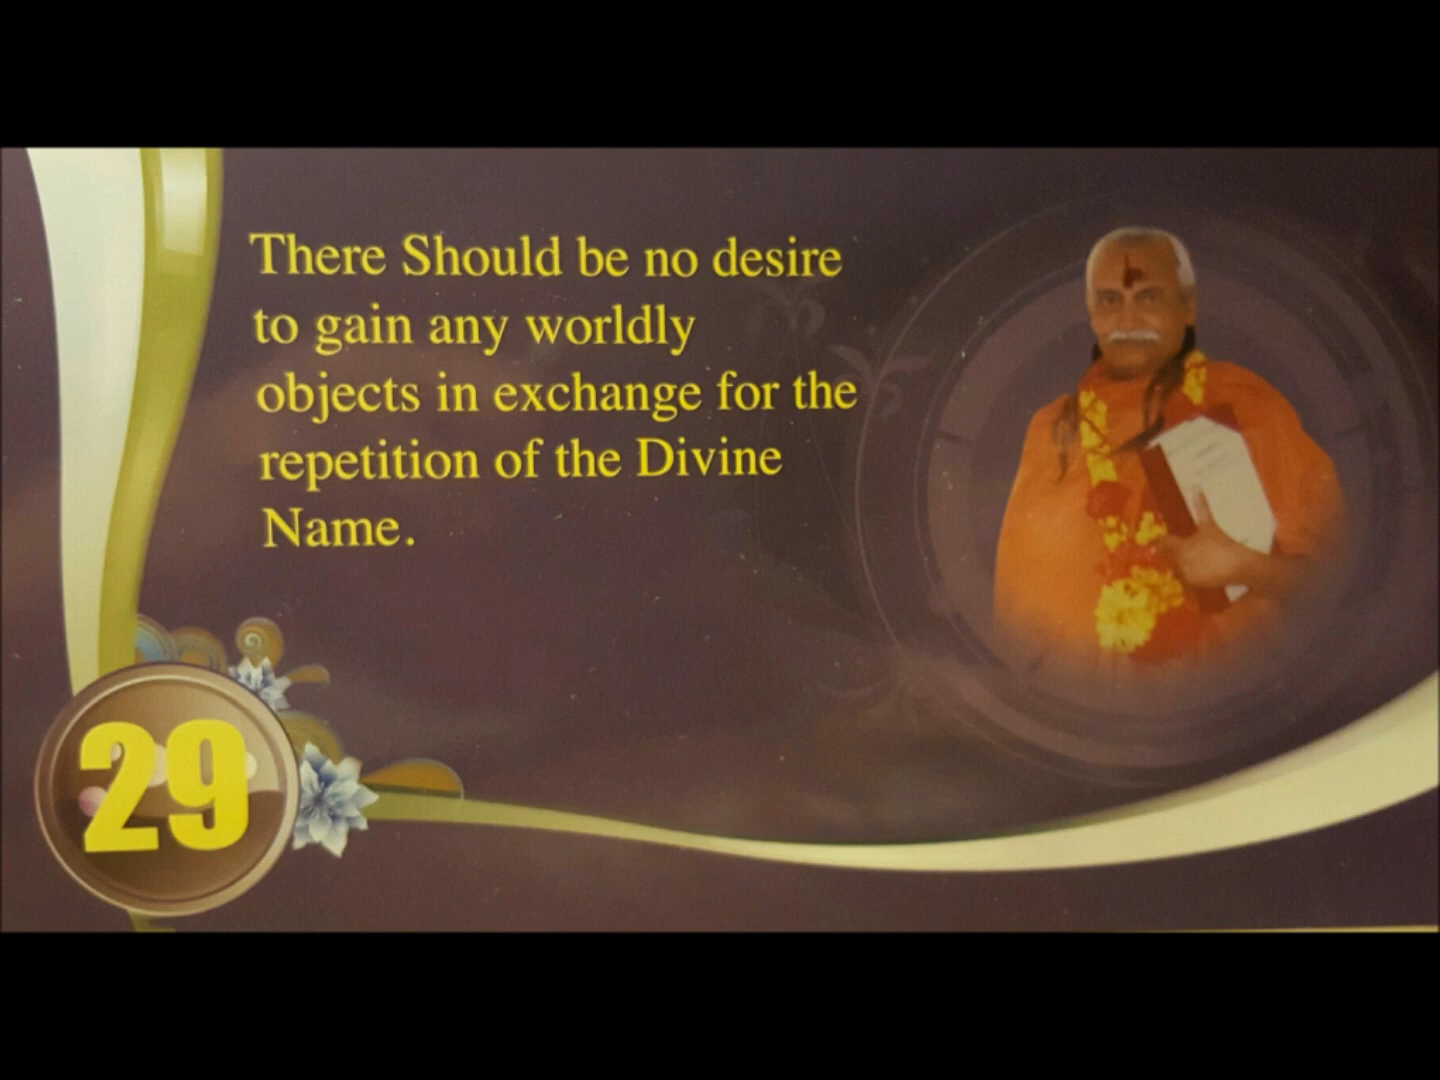 There Should be no desire
to gain any worldly
objects in exchange for the
repetition of the Divine
Name.
29